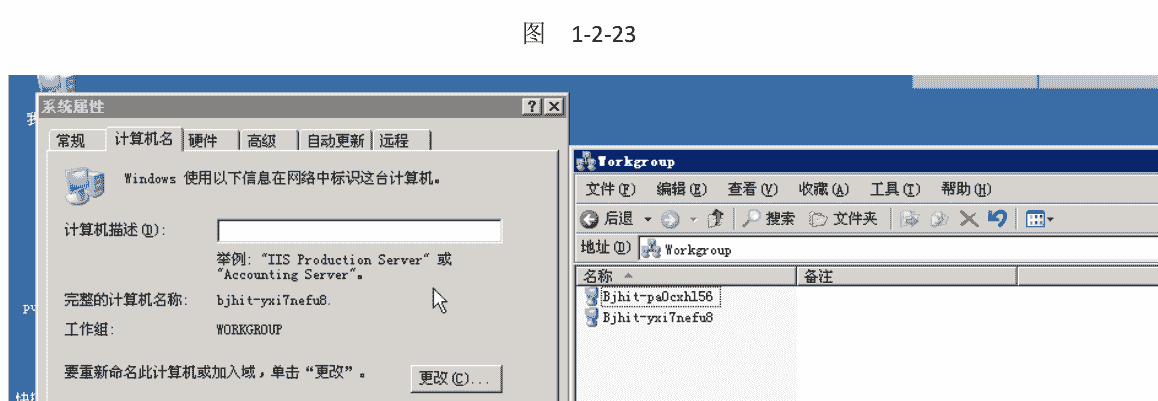 图 1-2-23
系统属性
常规 计算机名 硬件 高级 自动更新 远程
Windows 使用以下信息在网络中标识这台计算机。
计算机描述(D):
举例: "IIS Production Server" 或
"Accounting Server"。
完整的计算机名称: bjhit-yxi7nefu8.
工作组: WORKGROUP
要重新命名此计算机或加入域，单击“更改”。
更改(C)...
Workgroup
文件(F) 编辑(E) 查看(V) 收藏(A) 工具(T) 帮助(H)
后退 搜索 文件夹
地址(D) Workgroup
名称 备注
Bjhit-pa0cxhl56
Bjhit-yxi7nefu8